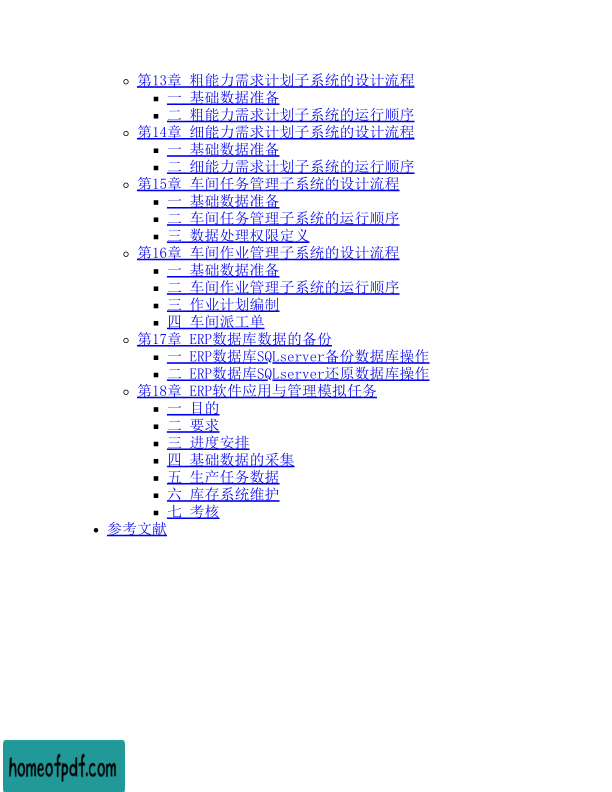 第13章 粗能力需求计划子系统的设计流程
一 基础数据准备
二 粗能力需求计划子系统的运行顺序
第14章 细能力需求计划子系统的设计流程
一 基础数据准备
二 细能力需求计划子系统的运行顺序
第15章 车间任务管理子系统的设计流程
一 基础数据准备
二 车间任务管理子系统的运行顺序
三 数据处理权限定义
第16章 车间作业管理子系统的设计流程
一 基础数据准备
二 车间作业管理子系统的运行顺序
三 作业计划编制
四 车间派工单
第17章 ERP数据库数据的备份
一 ERP数据库SQLserver备份数据库操作
二 ERP数据库SQLserver还原数据库操作
第18章 ERP软件应用与管理模拟任务
一 目的
二 要求
三 进度安排
四 基础数据的采集
五 生产任务数据
六 库存系统维护
七 考核
参考文献
homeofpdf.com